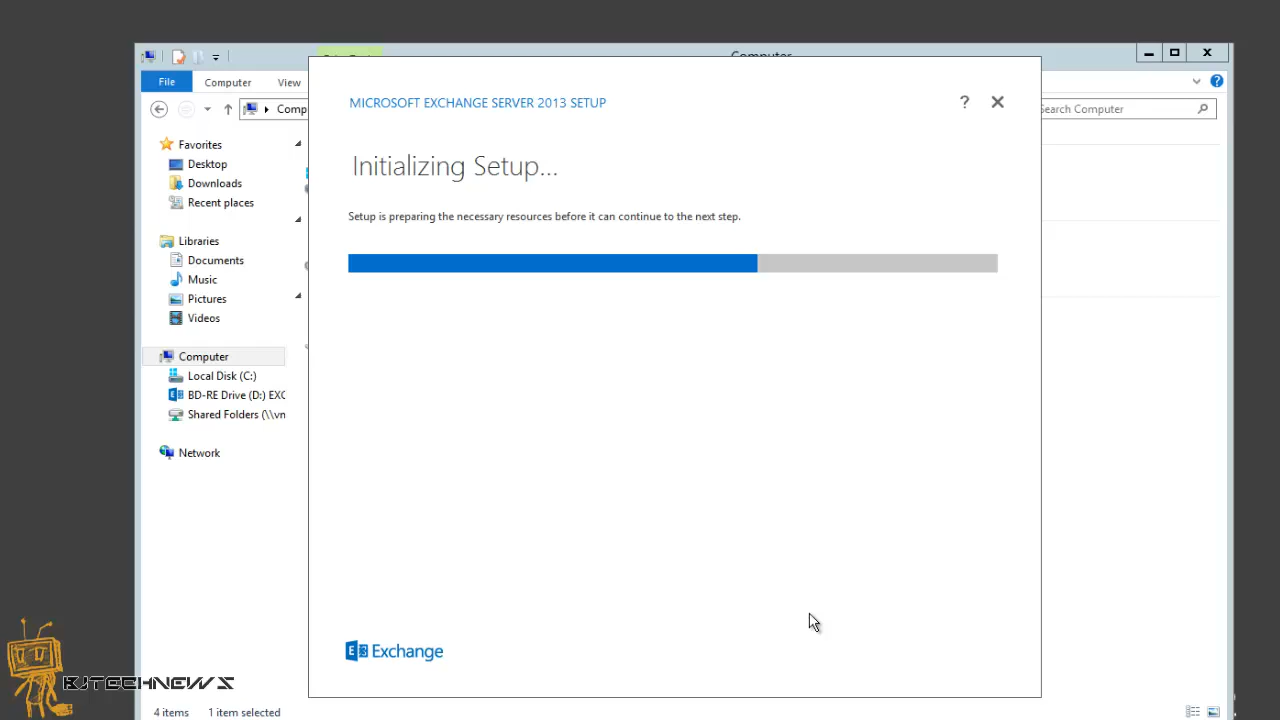 Computer
File
Computer
View
Comp
Search Computer
Favorites
Desktop
Downloads
Recent places
Libraries
Documents
Music
Pictures
Videos
Computer
Local Disk (C:)
BD-RE Drive (D:) EXC
Shared Folders (\\vn
Network
4 items
1 item selected
MICROSOFT EXCHANGE SERVER 2013 SETUP
?
Initializing Setup...
Setup is preparing the necessary resources before it can continue to the next step.
E Exchange
BJTECHNEWS